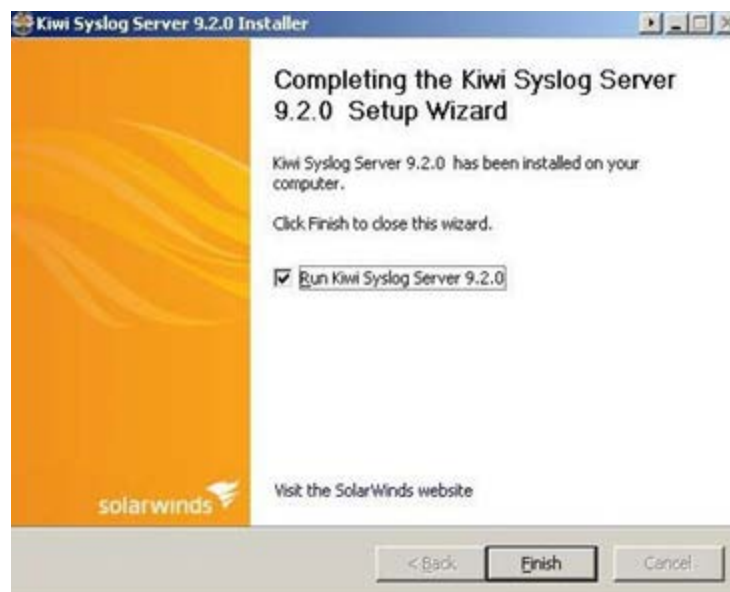 Kiwi Syslog Server 9.2.0 Installer
Completing the Kiwi Syslog Server
9.2.0 Setup Wizard
Kiwi Syslog Server 9.2.0 has been installed on your
computer.
Click Finish to close this wizard.
Run Kiwi Syslog Server 9.2.0
solarwinds
Visit the SolarWinds website
< Back
Finish
Cancel